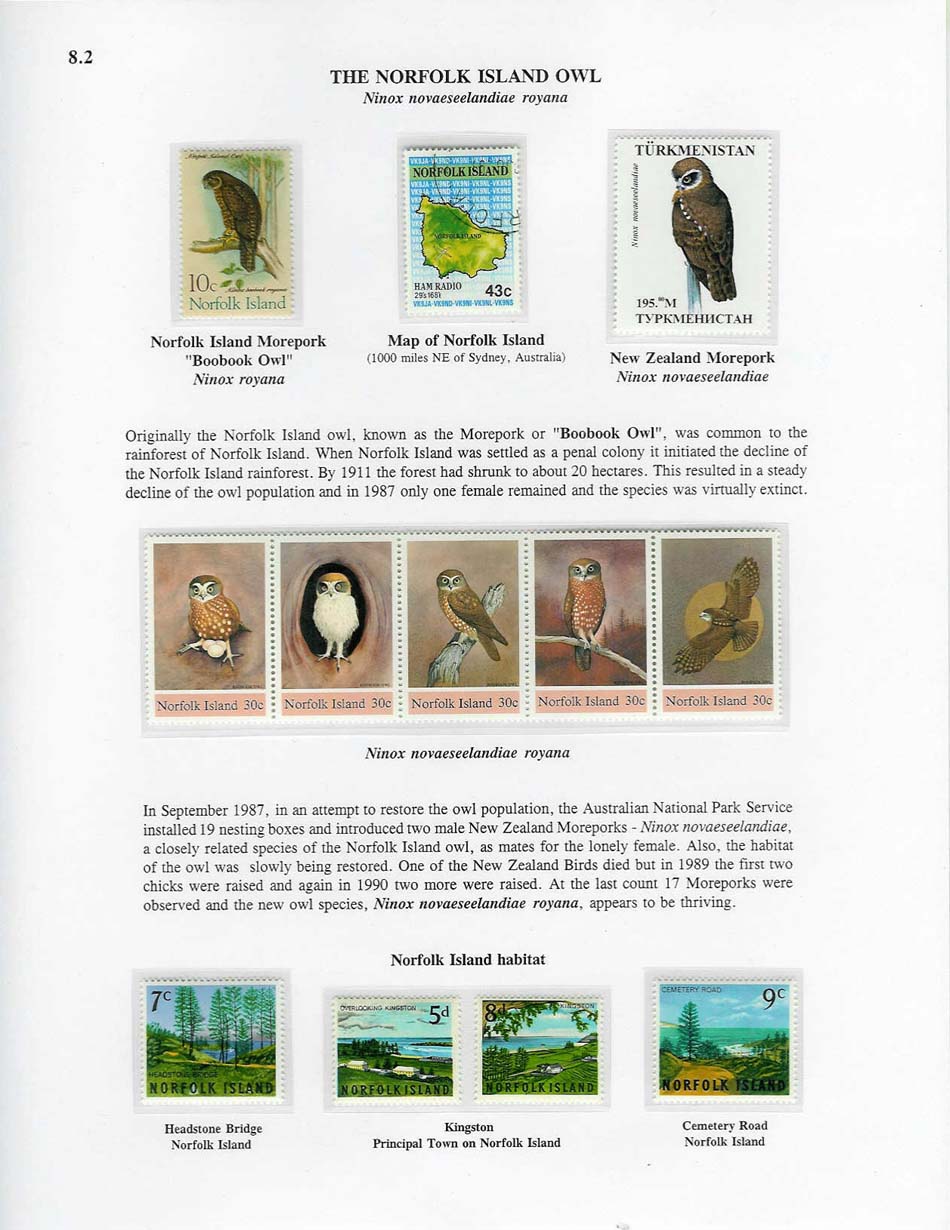 8.2
THE NORFOLK ISLAND OWL
Ninox novaeseelandiae royana
Norfolk Island Owl
10c
Norfolk Island
VK9JA-VK9ND-VK9NI-VK9NL-VK9NS
NORFOLK ISLAND
NORFOLK ISLAND
HAM RADIO
43c
VK9JA-VK9ND-VK9NI-VK9NL-VK9NS
TÜRKMENISTAN
Ninox novaeseelandiae
195.00M
ТУРКМЕНИСТАН
Norfolk Island Morepork
"Boobook Owl"
Ninox royana
Map of Norfolk Island
(1000 miles NE of Sydney, Australia)
New Zealand Morepork
Ninox novaeseelandiae
Originally the Norfolk Island owl, known as the Morepork or "Boobook Owl", was common to the
rainforest of Norfolk Island. When Norfolk Island was settled as a penal colony it initiated the decline of
the Norfolk Island rainforest. By 1911 the forest had shrunk to about 20 hectares. This resulted in a steady
decline of the owl population and in 1987 only one female remained and the species was virtually extinct.
Norfolk Island 30c
Norfolk Island 30c
Norfolk Island 30c
Norfolk Island 30c
Norfolk Island 30c
Ninox novaeseelandiae royana
In September 1987, in an attempt to restore the owl population, the Australian National Park Service
installed 19 nesting boxes and introduced two male New Zealand Moreporks - Ninox novaeseelandiae,
a closely related species of the Norfolk Island owl, as mates for the lonely female. Also, the habitat
of the owl was slowly being restored. One of the New Zealand Birds died but in 1989 the first two
chicks were raised and again in 1990 two more were raised. At the last count 17 Moreporks were
observed and the new owl species, Ninox novaeseelandiae royana, appears to be thriving.
Norfolk Island habitat
7c
HEADSTONE BRIDGE
NORFOLK ISLAND
OVERLOOKING KINGSTON
5d
NORFOLK ISLAND
8d
KINGSTON
NORFOLK ISLAND
CEMETERY ROAD
9c
NORFOLK ISLAND
Headstone Bridge
Norfolk Island
Kingston
Principal Town on Norfolk Island
Cemetery Road
Norfolk Island